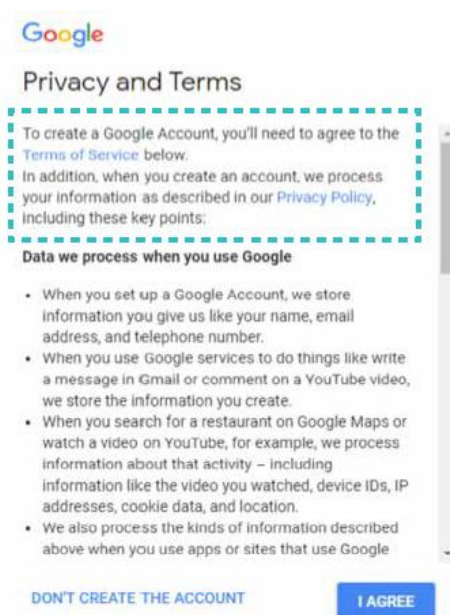 Google
Privacy and Terms
To create a Google Account, you'll need to agree to the
Terms of Service below.
In addition, when you create an account, we process
your information as described in our Privacy Policy,
including these key points:
Data we process when you use Google
• When you set up a Google Account, we store
information you give us like your name, email
address, and telephone number.
• When you use Google services to do things like write
a message in Gmail or comment on a YouTube video,
we store the information you create.
• When you search for a restaurant on Google Maps or
watch a video on YouTube, for example, we process
information about that activity – including
information like the video you watched, device IDs, IP
addresses, cookie data, and location.
• We also process the kinds of information described
above when you use apps or sites that use Google
DON'T CREATE THE ACCOUNT
I AGREE